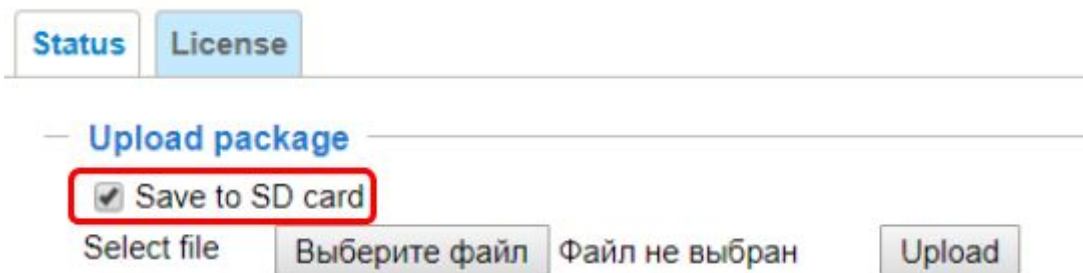 Status License
Upload package
Save to SD card
Select file Выберите файл Файл не выбран Upload